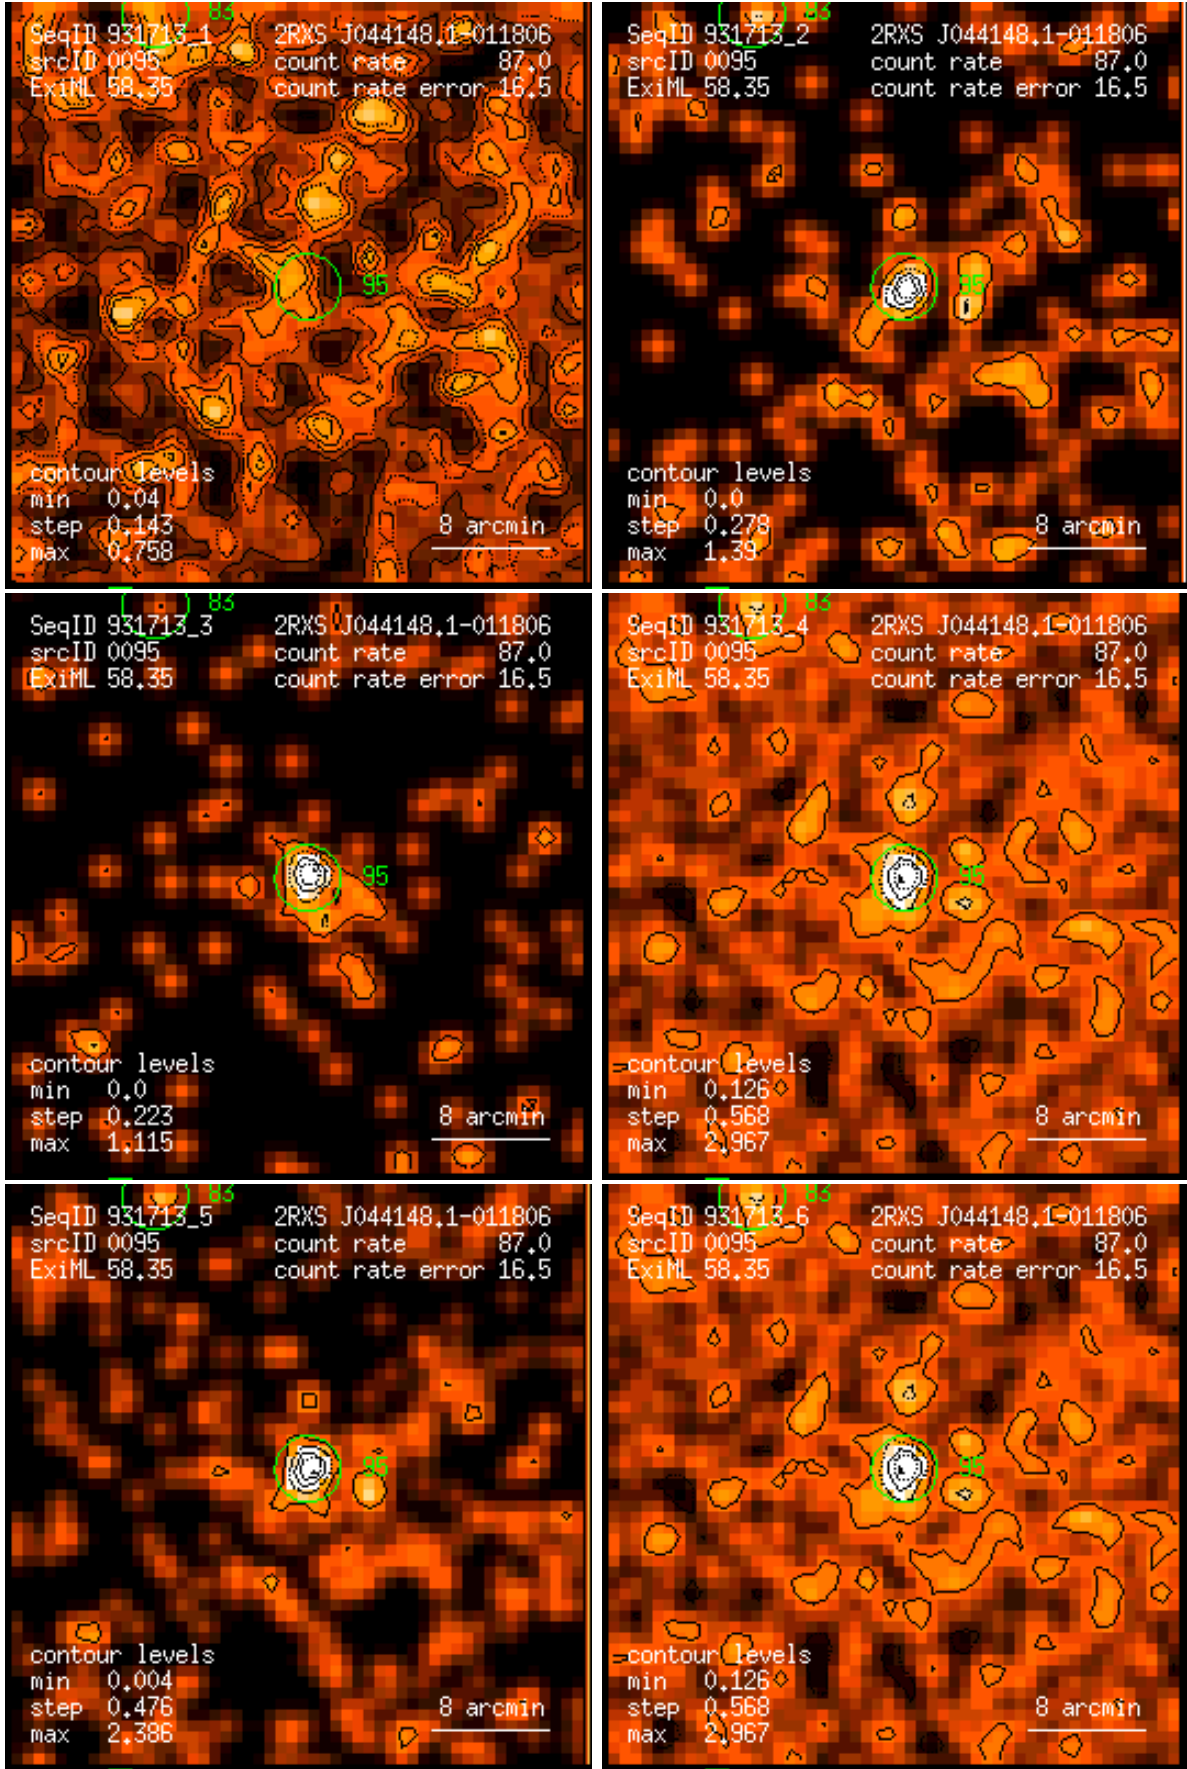 83
SeqID 931713_1 2RXS J044148.1-011806
srcID 0095 count rate 87.0
ExiML 58.35 count rate error 16.5
95
contour levels
min 0.04
step 0.143
max 0.758
8 arcmin
83
SeqID 931713_2 2RXS J044148.1-011806
srcID 0095 count rate 87.0
ExiML 58.35 count rate error 16.5
95
contour levels
min 0.0
step 0.278
max 1.39
8 arcmin
83
SeqID 931713_3 2RXS J044148.1-011806
srcID 0095 count rate 87.0
ExiML 58.35 count rate error 16.5
95
contour levels
min 0.0
step 0.223
max 1.115
8 arcmin
83
SeqID 931713_4 2RXS J044148.1-011806
srcID 0095 count rate 87.0
ExiML 58.35 count rate error 16.5
95
contour levels
min 0.126
step 0.568
max 2.967
8 arcmin
83
SeqID 931713_5 2RXS J044148.1-011806
srcID 0095 count rate 87.0
ExiML 58.35 count rate error 16.5
95
contour levels
min 0.004
step 0.476
max 2.386
8 arcmin
83
SeqID 931713_6 2RXS J044148.1-011806
srcID 0095 count rate 87.0
ExiML 58.35 count rate error 16.5
95
contour levels
min 0.126
step 0.568
max 2.967
8 arcmin